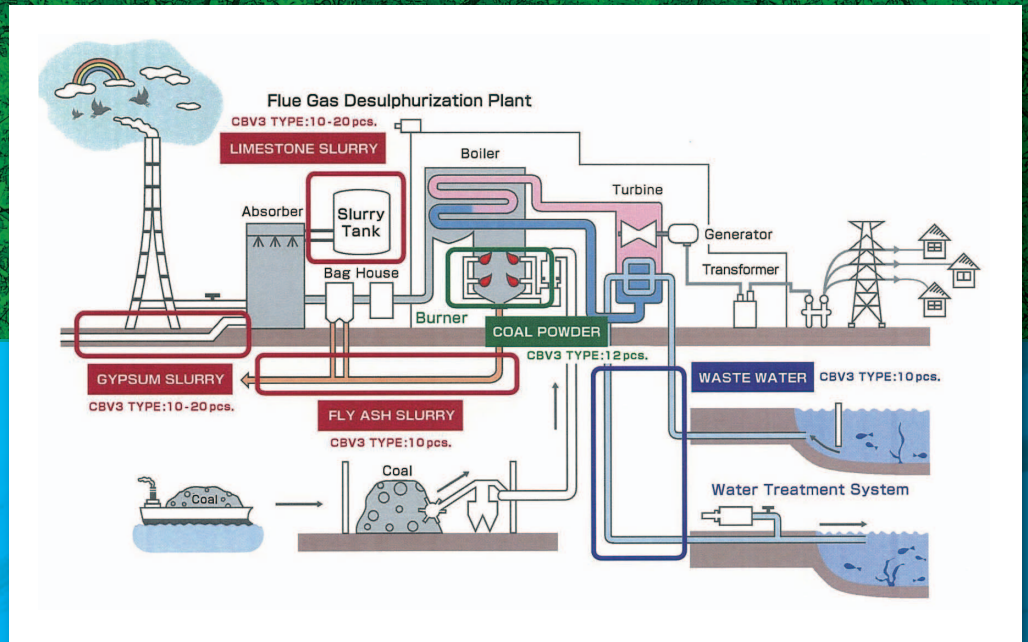 Flue Gas Desulphurization Plant
CBV3 TYPE:10-20pcs.
LIMESTONE SLURRY
Boiler
Turbine
Absorber
Slurry
Tank
Generator
Bag House
Transformer
Burner
COAL POWDER
CBV3 TYPE:12pcs.
GYPSUM SLURRY
CBV3 TYPE:10-20pcs.
WASTE WATER
CBV3 TYPE:10pcs.
FLY ASH SLURRY
CBV3 TYPE:10pcs.
Coal
Coal
Water Treatment System